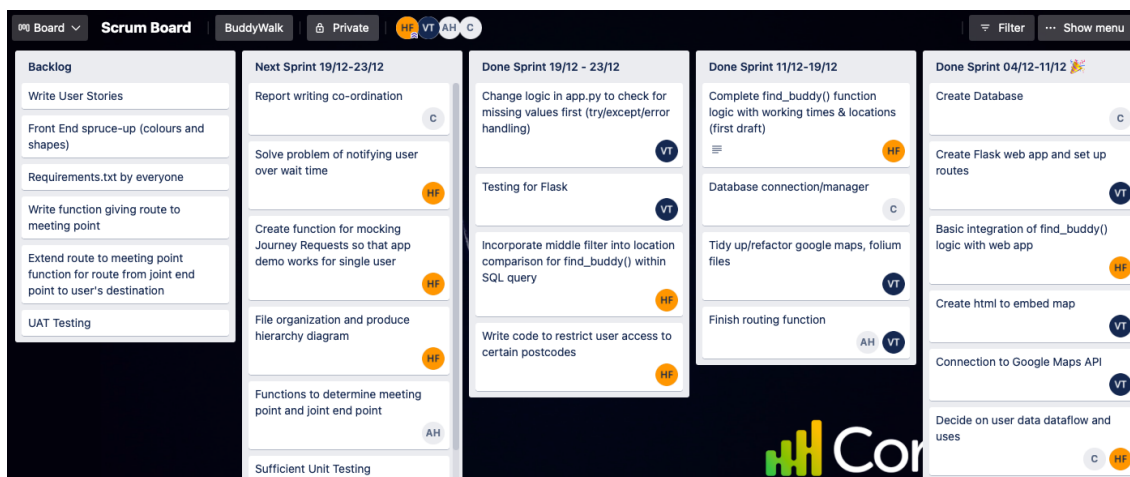 Board
Scrum Board
BuddyWalk
Private
HF VT AH C
Filter
Show menu
Backlog
Write User Stories
Front End spruce-up (colours and
shapes)
Requirements.txt by everyone
Write function giving route to
meeting point
Extend route to meeting point
function for route from joint end
point to user's destination
UAT Testing
Next Sprint 19/12-23/12
Report writing co-ordination
C
Solve problem of notifying user
over wait time
HF
Create function for mocking
Journey Requests so that app
demo works for single user
HF
File organization and produce
hierarchy diagram
HF
Functions to determine meeting
point and joint end point
AH
Sufficient Unit Testing
Done Sprint 19/12 - 23/12
Change logic in app.py to check for
missing values first (try/except/error
handling)
VT
Testing for Flask
VT
Incorporate middle filter into location
comparison for find_buddy() within
SQL query
HF
Write code to restrict user access to
certain postcodes
HF
Done Sprint 11/12-19/12
Complete find_buddy() function
logic with working times & locations
(first draft)
HF
Database connection/manager
C
Tidy up/refactor google maps, folium
files
VT
Finish routing function
AH VT
Done Sprint 04/12-11/12 🎉
Create Database
C
Create Flask web app and set up
routes
VT
Basic integration of find_buddy()
logic with web app
HF
Create html to embed map
VT
Connection to Google Maps API
VT
Decide on user data dataflow and
uses
C HF